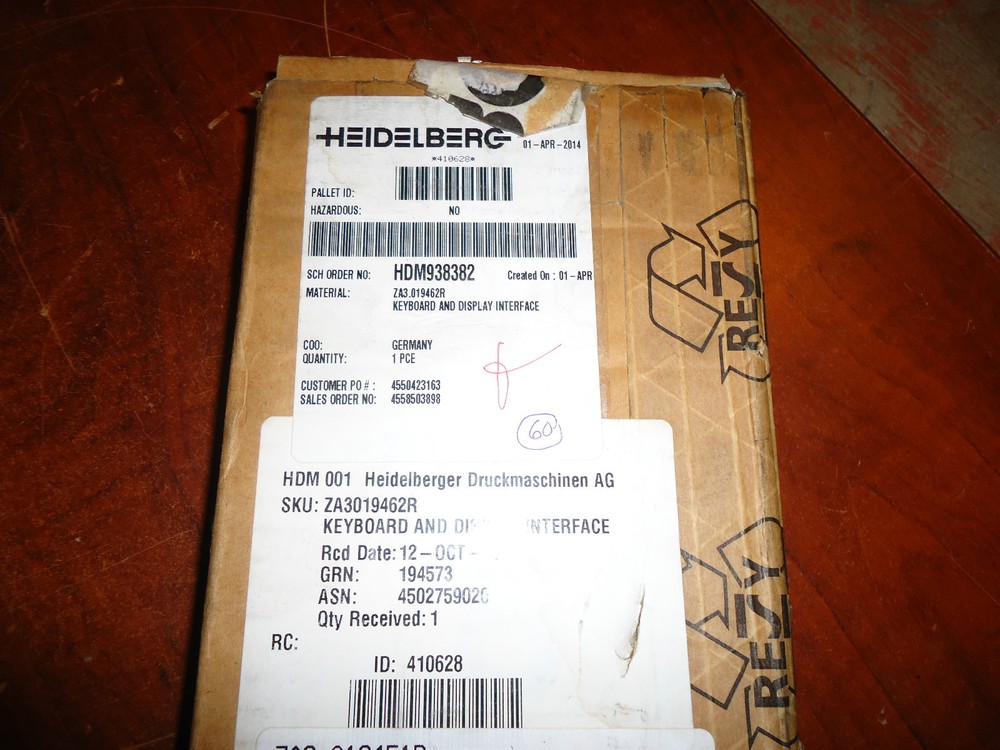 HEIDELBERG 01-APR-2014
*410628*
PALLET ID:
HAZARDOUS: NO
SCH ORDER NO: HDM938382 Created On : 01-APR
MATERIAL: ZA3.019462R
KEYBOARD AND DISPLAY INTERFACE
COO: GERMANY
QUANTITY: 1 PCE
CUSTOMER PO # : 4550423163
SALES ORDER NO: 4558503898
60
HDM 001 Heidelberger Druckmaschinen AG
SKU: ZA3019462R
KEYBOARD AND INTERFACE
Rcd Date: 12-OCT-
GRN: 194573
ASN:
Qty Received: 1
RC:
ID: 410628
RESY
RESY